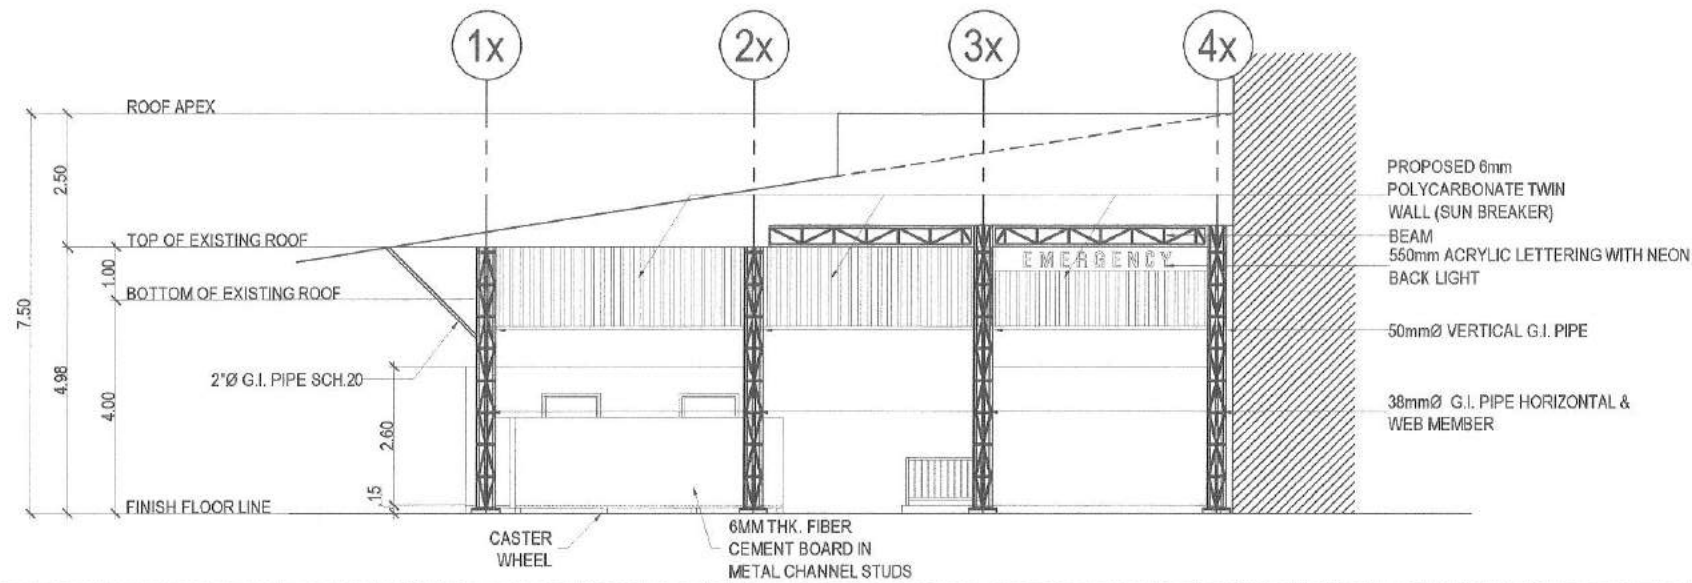 1x
2x
3x
4x
ROOF APEX
2.50
7.50
PROPOSED 6mm
POLYCARBONATE TWIN
WALL (SUN BREAKER)
BEAM
550mm ACRYLIC LETTERING WITH NEON
BACK LIGHT
TOP OF EXISTING ROOF
EMERGENCY
1.00
BOTTOM OF EXISTING ROOF
50mmØ VERTICAL G.I. PIPE
4.98
2"Ø G.I. PIPE SCH.20
4.00
38mmØ G.I. PIPE HORIZONTAL &
WEB MEMBER
2.60
.15
FINISH FLOOR LINE
CASTER
WHEEL
6MM THK. FIBER
CEMENT BOARD IN
METAL CHANNEL STUDS